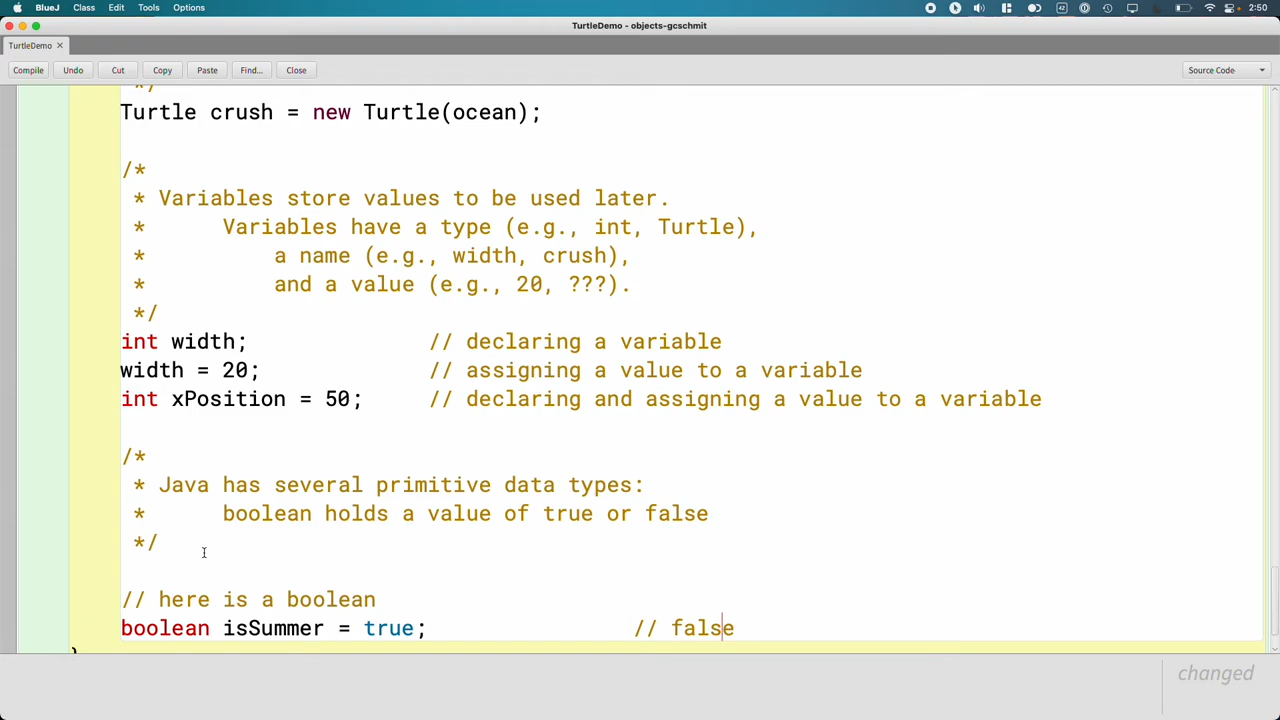 BlueJ Class Edit Tools Options 2:50
TurtleDemo - objects-gcschmit
TurtleDemo ×
Compile Undo Cut Copy Paste Find... Close Source Code
*/
Turtle crush = new Turtle(ocean);
/*
* Variables store values to be used later.
* Variables have a type (e.g., int, Turtle),
* a name (e.g., width, crush),
* and a value (e.g., 20, ???).
*/
int width; // declaring a variable
width = 20; // assigning a value to a variable
int xPosition = 50; // declaring and assigning a value to a variable
/*
* Java has several primitive data types:
* boolean holds a value of true or false
*/
// here is a boolean
boolean isSummer = true; // false
}
changed